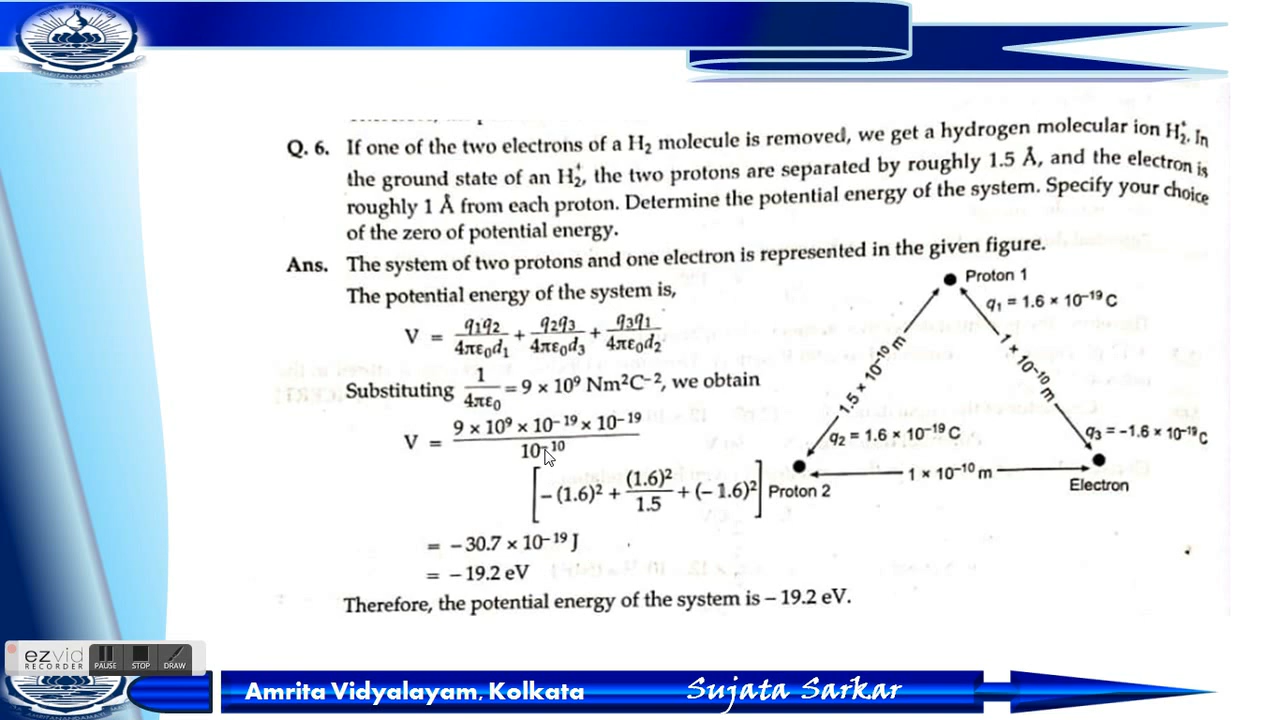 Q. 6. If one of the two electrons of a H₂ molecule is removed, we get a hydrogen molecular ion H₂⁺. In
the ground state of an H₂⁺, the two protons are separated by roughly 1.5 Å, and the electron is
roughly 1 Å from each proton. Determine the potential energy of the system. Specify your choice
of the zero of potential energy.
Ans. The system of two protons and one electron is represented in the given figure.
The potential energy of the system is,
V = q₁q₂/4πε₀d₁ + q₂q₃/4πε₀d₃ + q₃q₁/4πε₀d₂
Substituting 1/4πε₀ = 9 × 10⁹ Nm²C⁻², we obtain
V = 9 × 10⁹ × 10⁻¹⁹ × 10⁻¹⁹ / 10⁻¹⁰
[– (1.6)² + (1.6)²/1.5 + (– 1.6)²]
= – 30.7 × 10⁻¹⁹ J
= – 19.2 eV
Therefore, the potential energy of the system is – 19.2 eV.
Proton 1
q₁ = 1.6 × 10⁻¹⁹ C
1.5 × 10⁻¹⁰ m
1 × 10⁻¹⁰ m
q₂ = 1.6 × 10⁻¹⁹ C
q₃ = -1.6 × 10⁻¹⁹ C
1 × 10⁻¹⁰ m
Proton 2
Electron
ezvid
RECORDER
PAUSE
STOP
DRAW
Amrita Vidyalayam, Kolkata
Sujata Sarkar